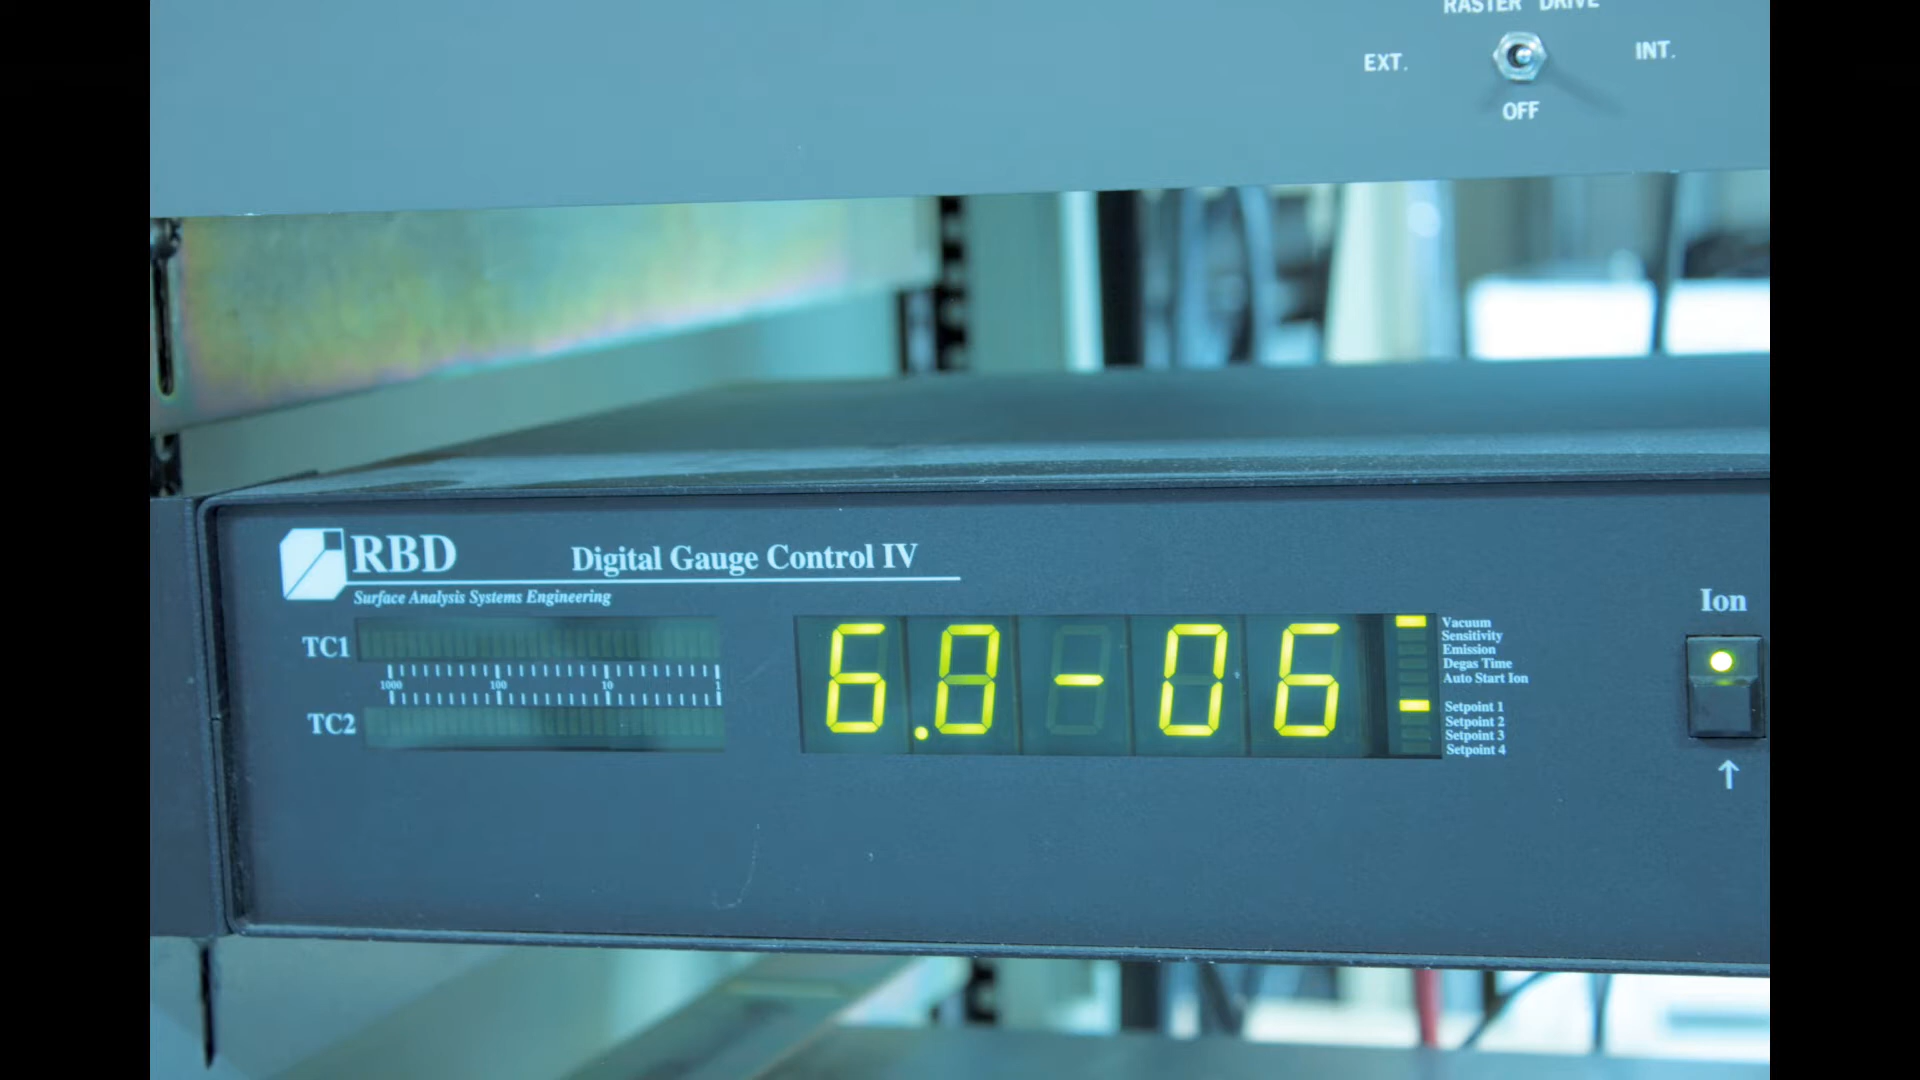 RASTER DRIVE
EXT.
INT.
OFF
RBD
Digital Gauge Control IV
Surface Analysis Systems Engineering
Ion
TC1
1000 100 10 1
TC2
6.8-06
Vacuum
Sensitivity
Emission
Degas Time
Auto Start Ion
Setpoint 1
Setpoint 2
Setpoint 3
Setpoint 4
↑